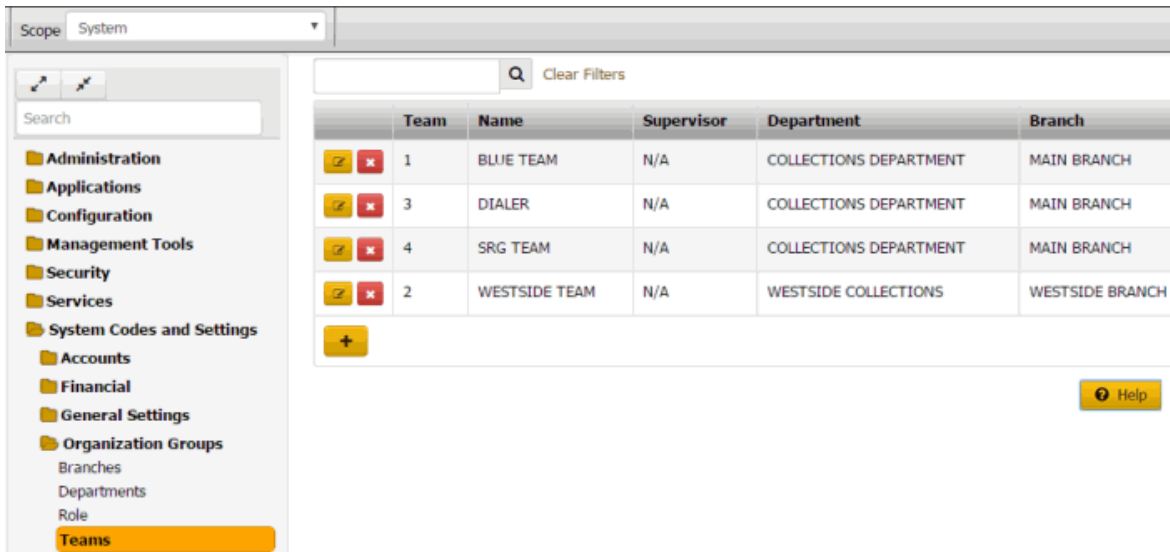 Scope System
Search
Administration
Applications
Configuration
Management Tools
Security
Services
System Codes and Settings
Accounts
Financial
General Settings
Organization Groups
Branches
Departments
Role
Teams
Clear Filters
Team Name Supervisor Department Branch
1 BLUE TEAM N/A COLLECTIONS DEPARTMENT MAIN BRANCH
3 DIALER N/A COLLECTIONS DEPARTMENT MAIN BRANCH
4 SRG TEAM N/A COLLECTIONS DEPARTMENT MAIN BRANCH
2 WESTSIDE TEAM N/A WESTSIDE COLLECTIONS WESTSIDE BRANCH
Help